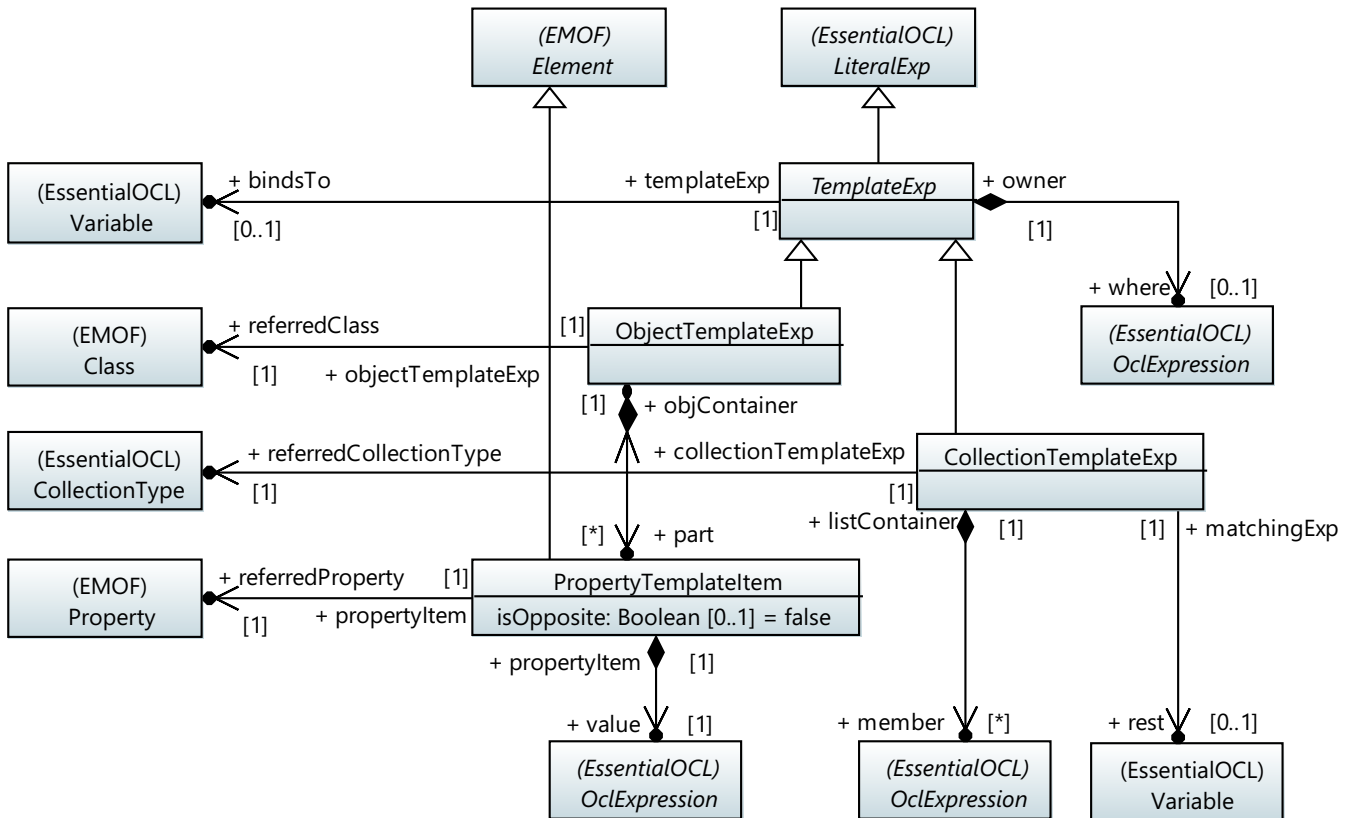 (EMOF)
Element
(EssentialOCL)
LiteralExp
(EssentialOCL)
Variable
+ bindsTo
[0..1]
+ templateExp
[1]
TemplateExp
+ owner
[1]
+ where
[0..1]
(EssentialOCL)
OclExpression
(EMOF)
Class
+ referredClass
[1]
[1]
+ objectTemplateExp
ObjectTemplateExp
[1]
+ objContainer
(EssentialOCL)
CollectionType
+ referredCollectionType
[1]
+ collectionTemplateExp
[1]
CollectionTemplateExp
+ listContainer
[1]
[1]
+ matchingExp
[*]
+ part
(EMOF)
Property
+ referredProperty
[1]
[1]
+ propertyItem
PropertyTemplateItem
isOpposite: Boolean [0..1] = false
+ propertyItem
[1]
+ value
[1]
(EssentialOCL)
OclExpression
+ member
[*]
(EssentialOCL)
OclExpression
+ rest
[0..1]
(EssentialOCL)
Variable